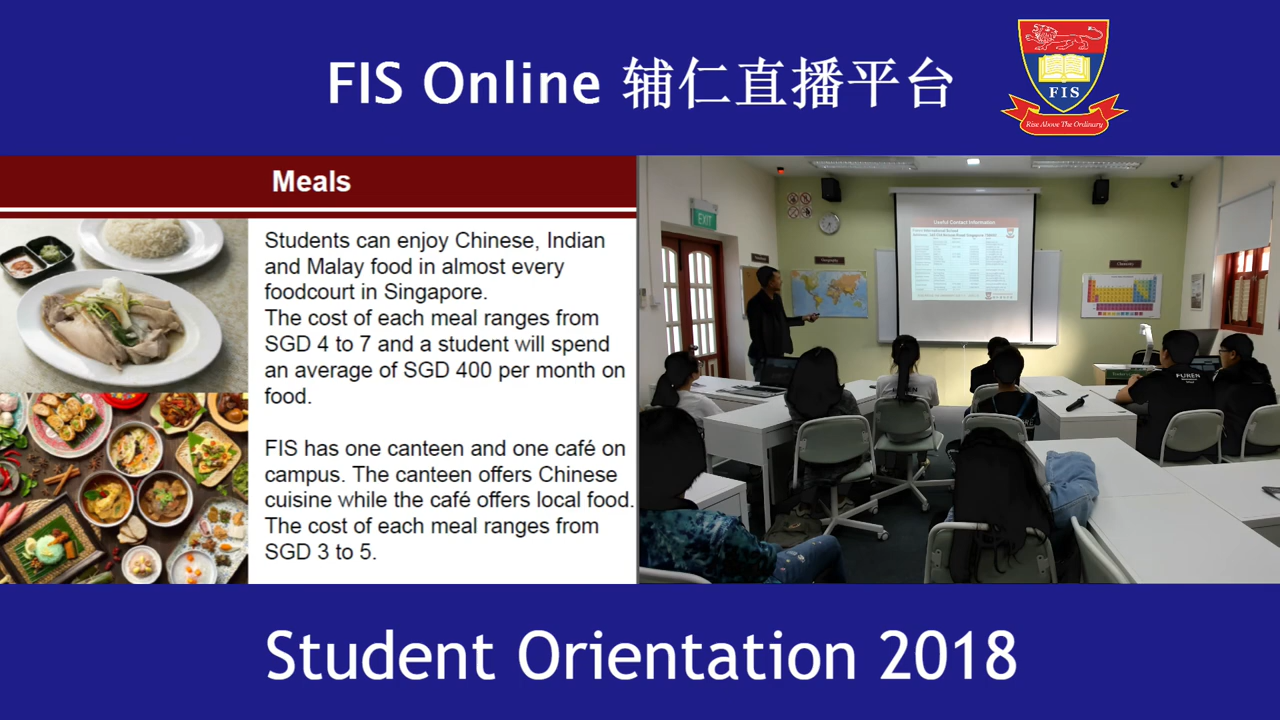 FIS Online 辅仁直播平台
FIS
Rise Above The Ordinary
Meals
Students can enjoy Chinese, Indian
and Malay food in almost every
foodcourt in Singapore.
The cost of each meal ranges from
SGD 4 to 7 and a student will spend
an average of SGD 400 per month on
food.
FIS has one canteen and one café on
campus. The canteen offers Chinese
cuisine while the café offers local food.
The cost of each meal ranges from
SGD 3 to 5.
EXIT
Useful Contact Information
FUREN
Student Orientation 2018